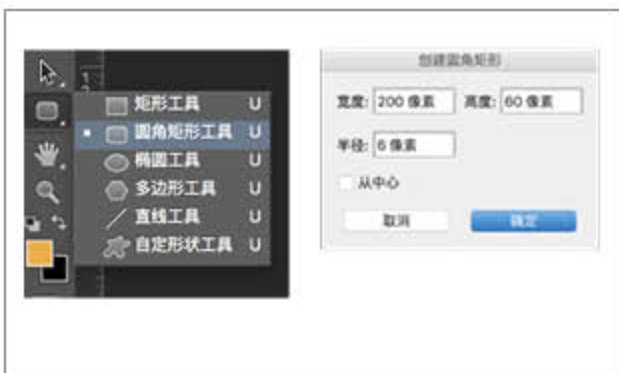 矩形工具 U
圆角矩形工具 U
椭圆工具 U
多边形工具 U
直线工具 U
自定形状工具 U
创建圆角矩形
宽度: 200 像素 高度: 60 像素
半径: 6 像素
从中心
取消 确定